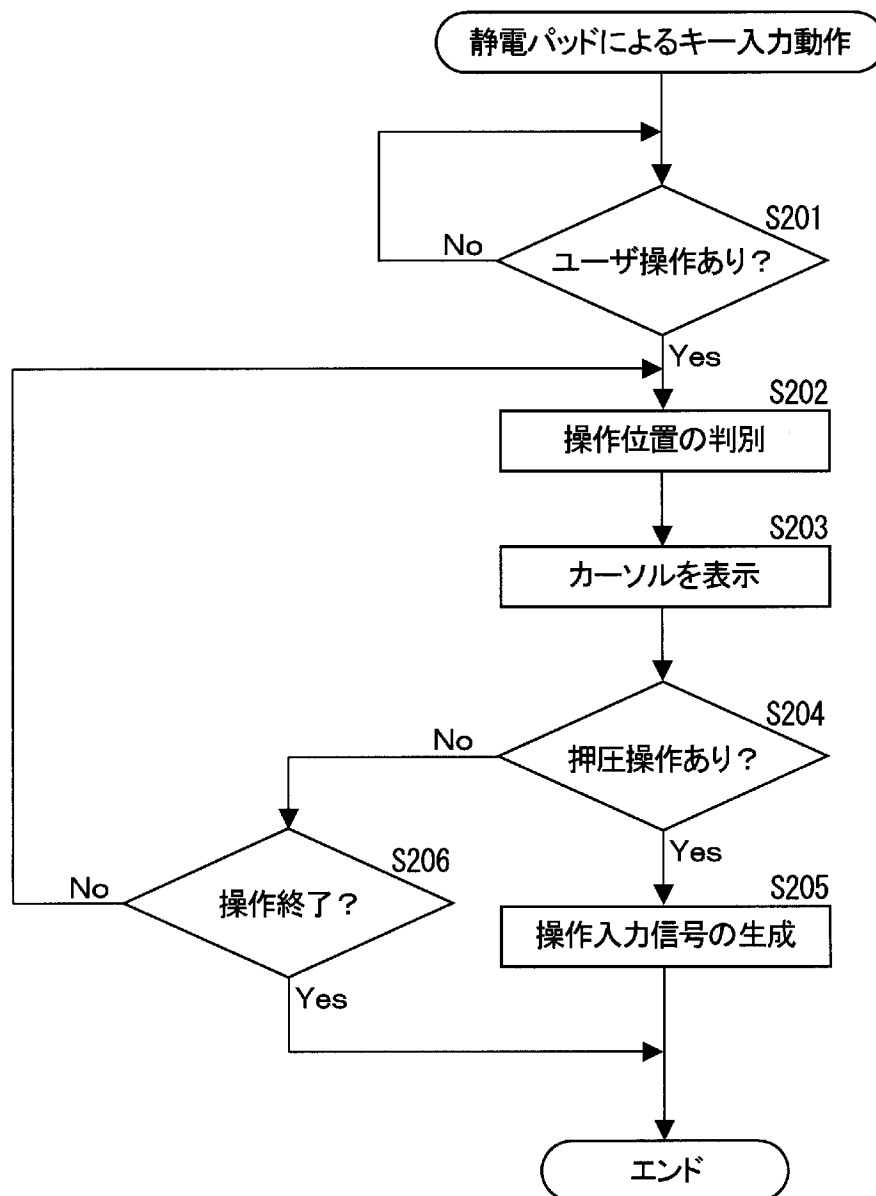 静電パッドによるキー入力動作
S201
No
ユーザ操作あり？
Yes
S202
操作位置の判別
S203
カーソルを表示
S204
No
押圧操作あり？
Yes
S206
No
操作終了？
S205
操作入力信号の生成
Yes
エンド